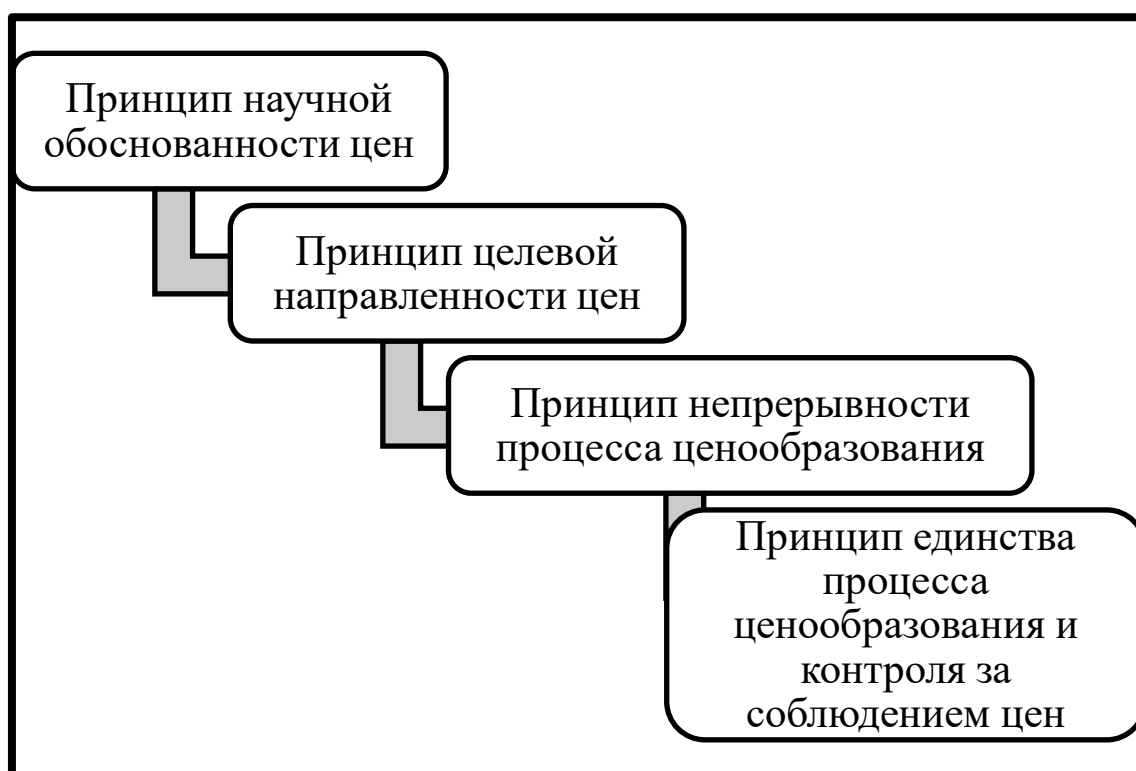 Принцип научной
обоснованности цен
Принцип целевой
направленности цен
Принцип непрерывности
процесса ценообразования
Принцип единства
процесса
ценообразования и
контроля за
соблюдением цен